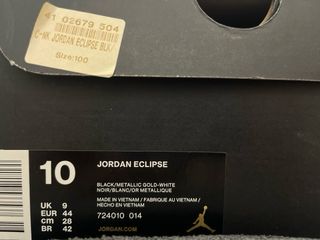 41 02679 504
C-NK JORDAN ECLIPSE BLK/
Size:100
10
JORDAN ECLIPSE
BLACK/METALLIC GOLD-WHITE
NOIR/BLANC/OR METALLIQUE
UK 9
EUR 44
cm 28
BR 42
MADE IN VIETNAM / FABRIQUE AU VIETNAM /
HECHO EN VIETNAM
724010 014
JORDAN.COM